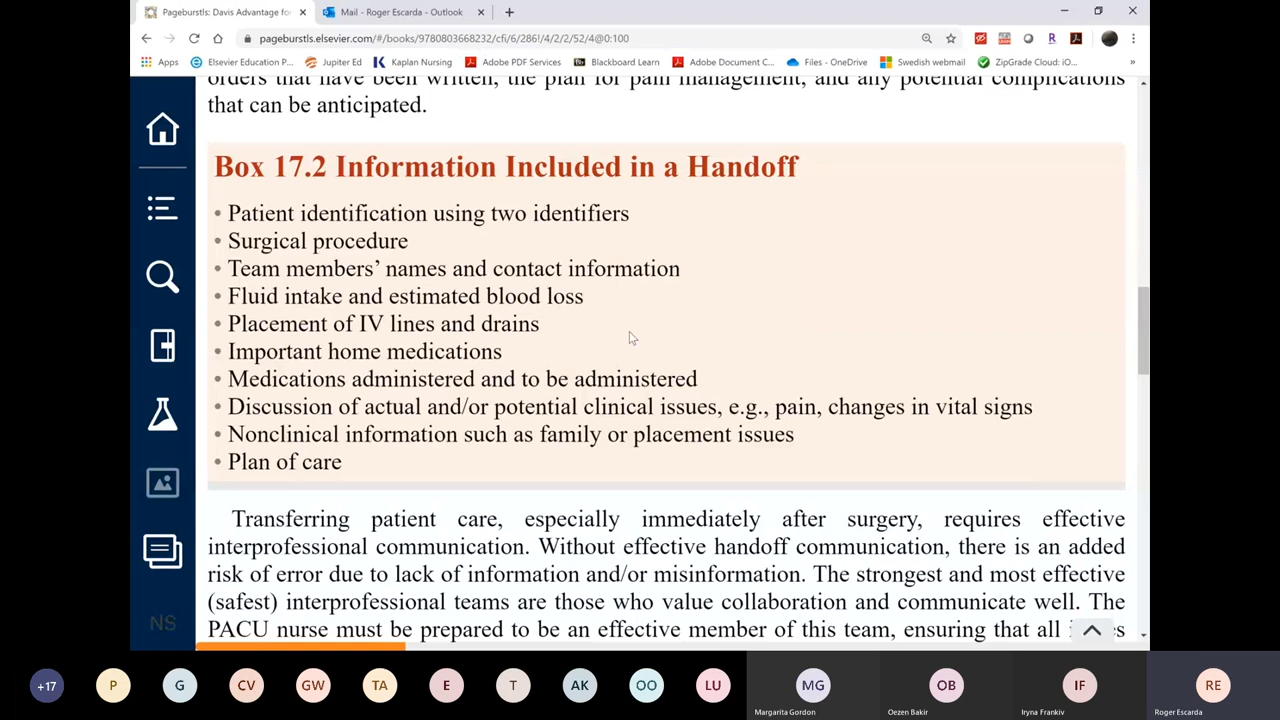 Pageburstls: Davis Advantage for
Mail - Roger Escarda - Outlook
pageburstls.elsevier.com/#/books/9780803668232/cfi/6/286!/4/2/2/52/4@0:100
Apps
Elsevier Education P...
Jupiter Ed
Kaplan Nursing
Adobe PDF Services
Blackboard Learn
Adobe Document C...
Files - OneDrive
Swedish webmail
ZipGrade Cloud: iO...
»
orders that have been written, the plan for pain management, and any potential complications
that can be anticipated.
Box 17.2 Information Included in a Handoff
• Patient identification using two identifiers
• Surgical procedure
• Team members’ names and contact information
• Fluid intake and estimated blood loss
• Placement of IV lines and drains
• Important home medications
• Medications administered and to be administered
• Discussion of actual and/or potential clinical issues, e.g., pain, changes in vital signs
• Nonclinical information such as family or placement issues
• Plan of care
Transferring patient care, especially immediately after surgery, requires effective
interprofessional communication. Without effective handoff communication, there is an added
risk of error due to lack of information and/or misinformation. The strongest and most effective
(safest) interprofessional teams are those who value collaboration and communicate well. The
PACU nurse must be prepared to be an effective member of this team, ensuring that all
NS
+17
P
G
CV
GW
TA
E
T
AK
OO
LU
MG
OB
IF
RE
Margarita Gordon
Oezen Bakir
Iryna Frankiv
Roger Escarda